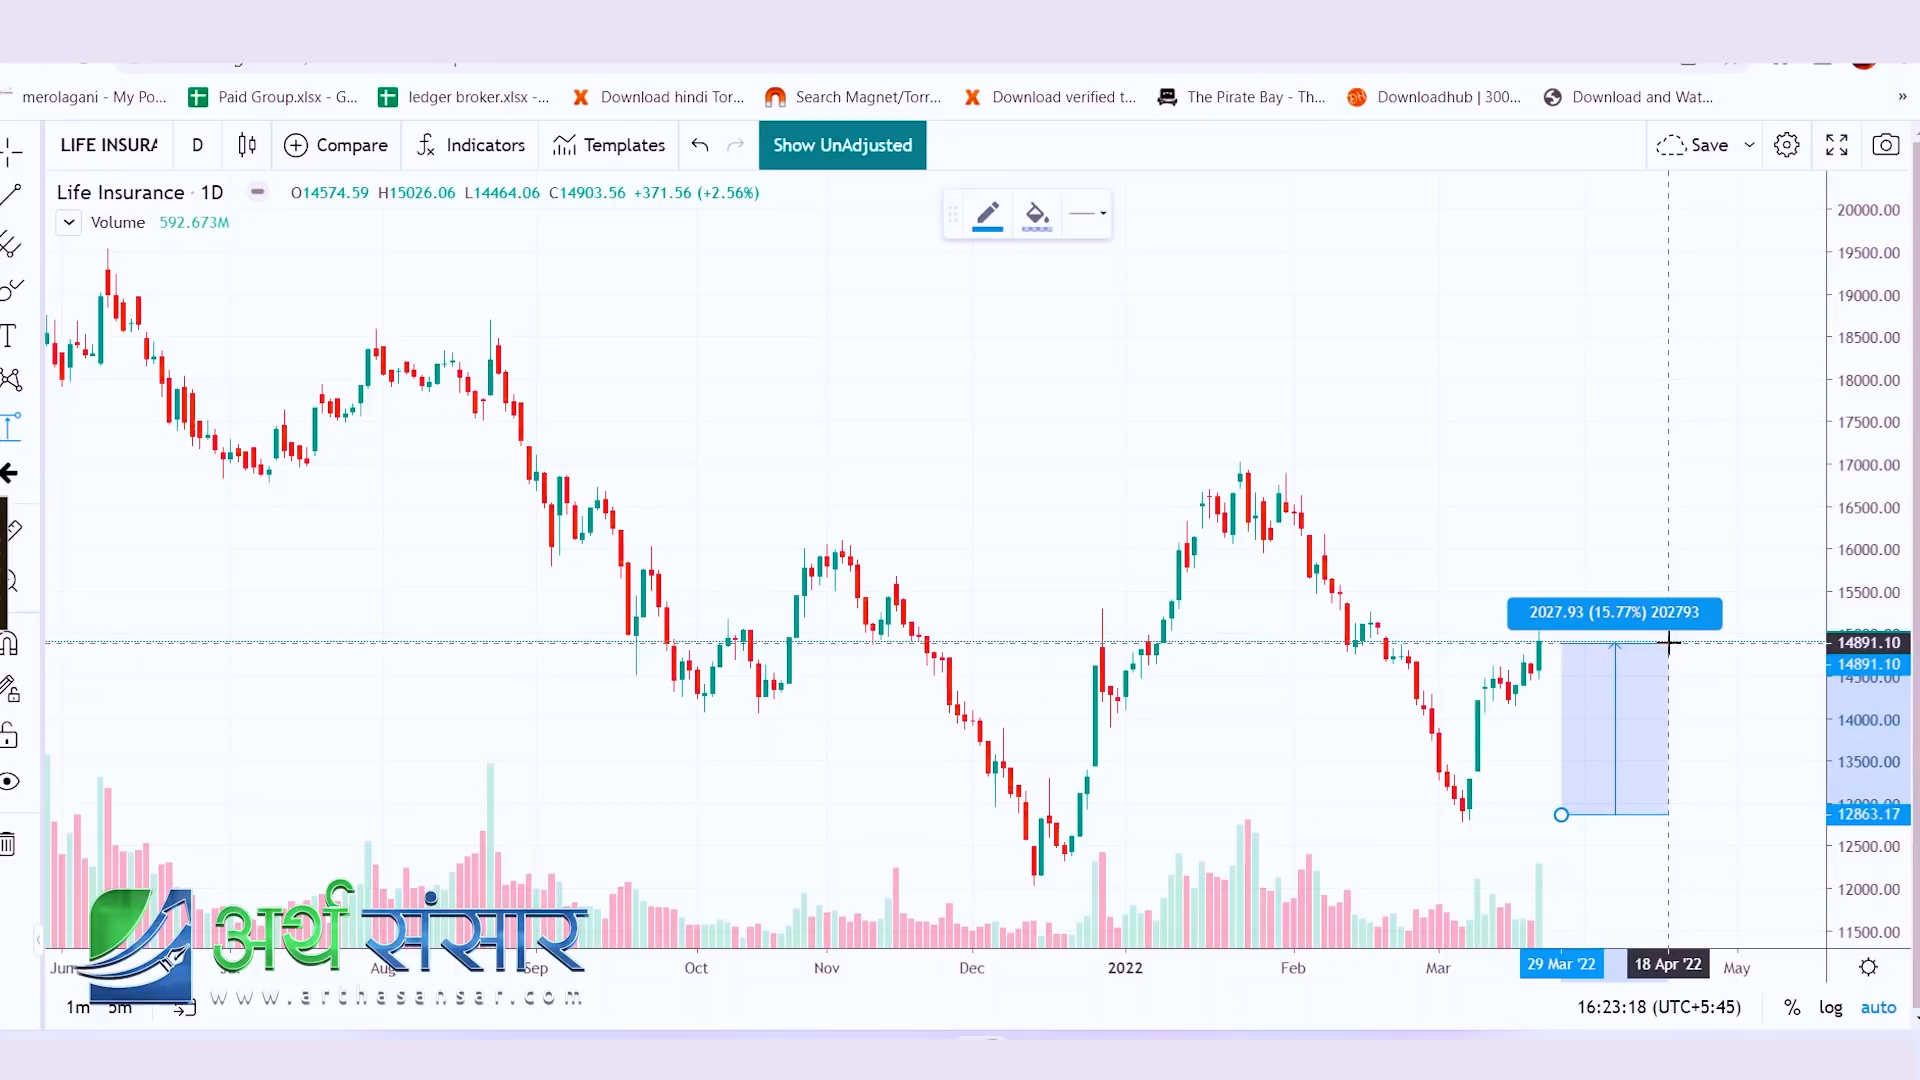 merolagani - My Po... Paid Group.xlsx - G... ledger broker.xlsx -... Download hindi Tor... Search Magnet/Torr... Download verified t... The Pirate Bay - Th... Downloadhub | 300... Download and Wat... »
LIFE INSURA D Compare Indicators Templates Show UnAdjusted Save
Life Insurance · 1D O14574.59 H15026.06 L14464.06 C14903.56 +371.56 (+2.56%)
Volume 592.673M
20000.00
19500.00
19000.00
18500.00
18000.00
17500.00
17000.00
16500.00
16000.00
15500.00
2027.93 (15.77%) 202793
14891.10
14891.10
14500.00
14000.00
13500.00
12863.17
12500.00
12000.00
11500.00
अर्थ संसार
www.arthasansar.com
Jun Aug Sep Oct Nov Dec 2022 Feb Mar 29 Mar '22 18 Apr '22 May
1m 5m 16:23:18 (UTC+5:45) % log auto